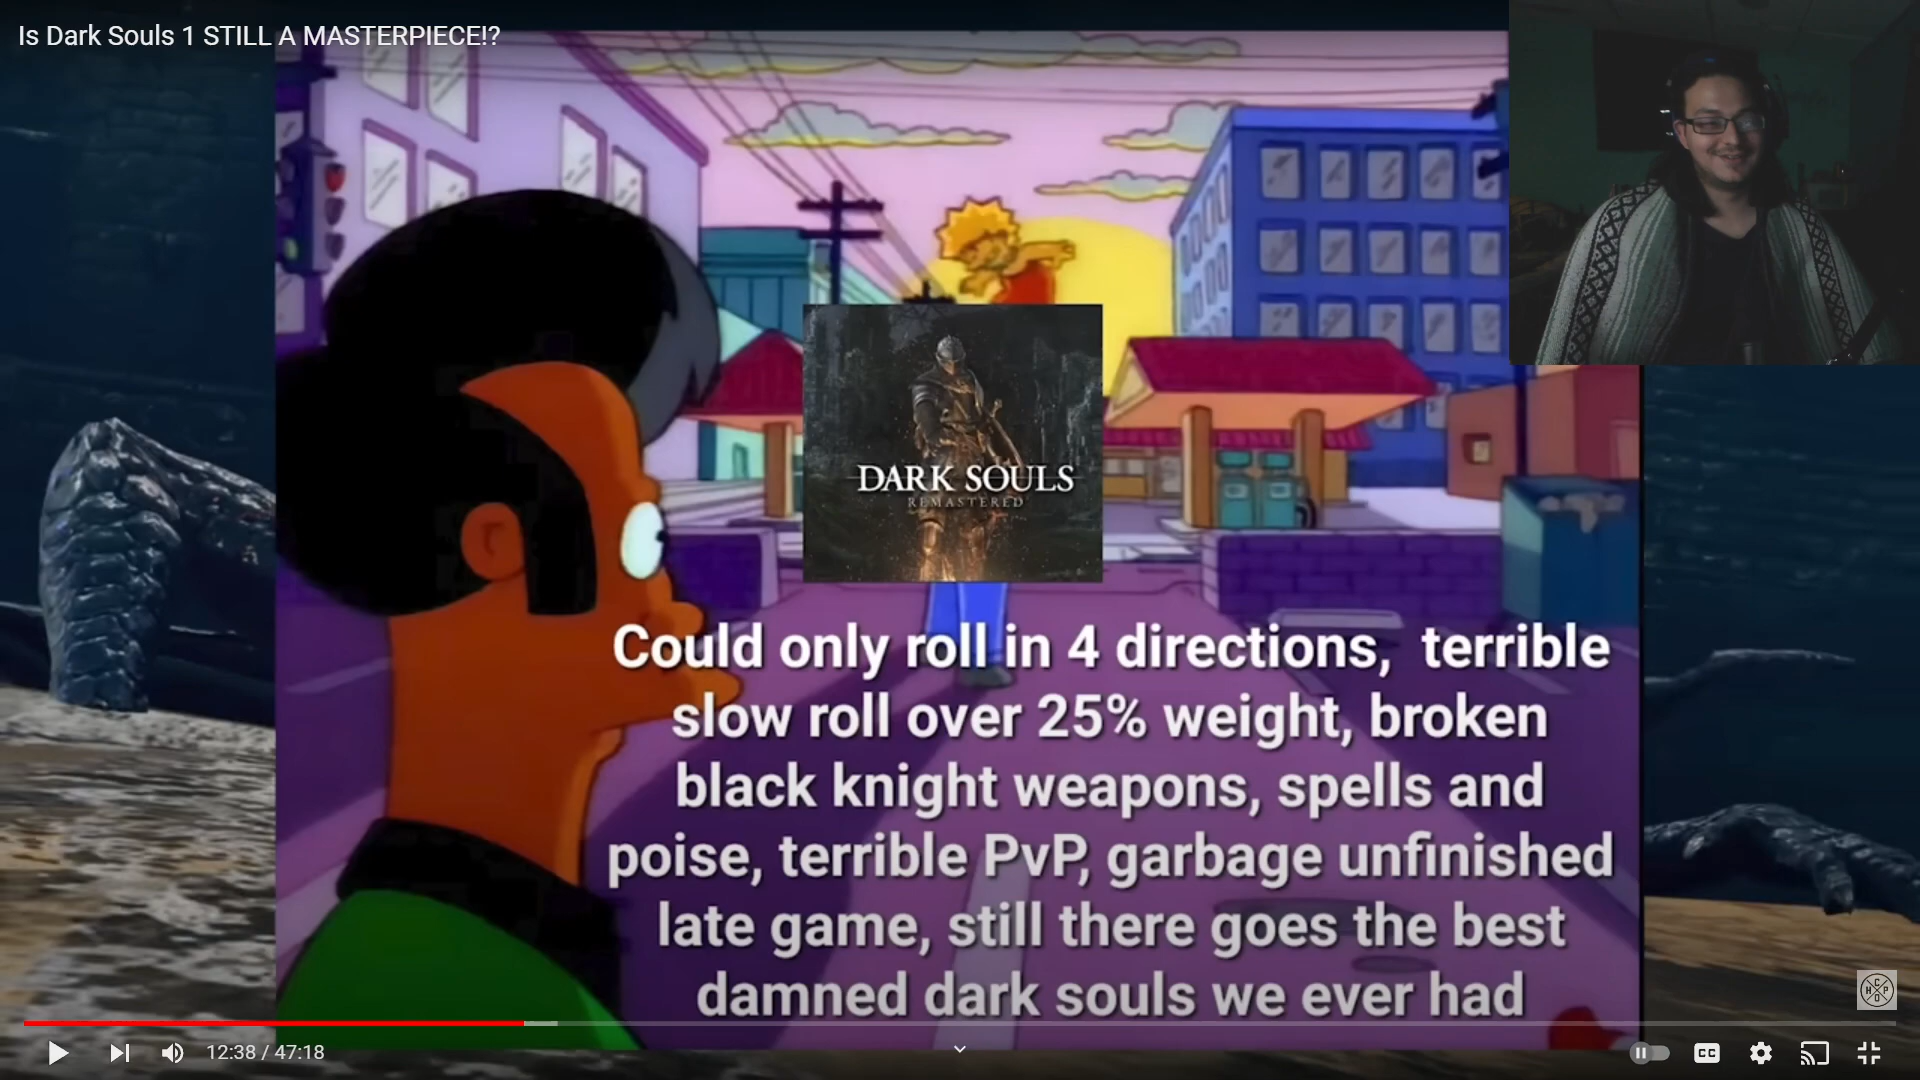 Is Dark Souls 1 STILL A MASTERPIECE!?
DARK SOULS
REMASTERED
Could only roll in 4 directions,  terrible
slow roll over 25% weight, broken
black knight weapons, spells and
poise, terrible PvP, garbage unfinished
late game, still there goes the best
damned dark souls we ever had
12:38 / 47:18
CC